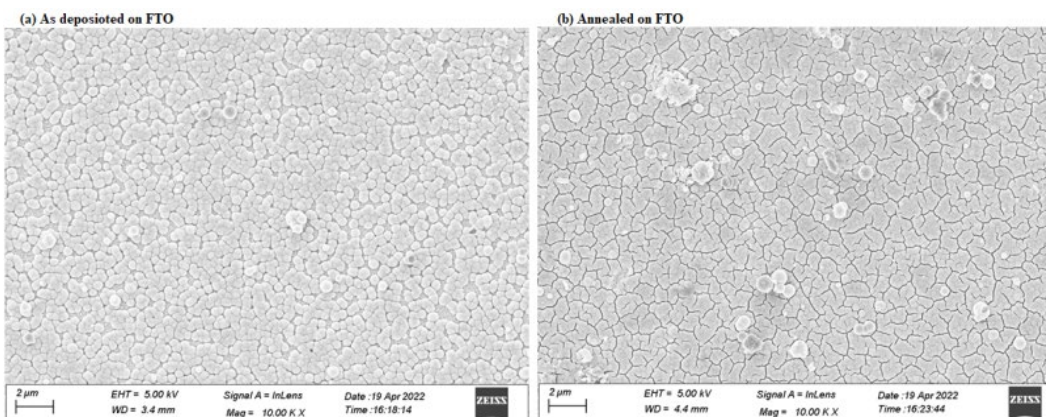 (a) As deposioted on FTO
2 µm
EHT = 5.00 kV
Signal A = InLens
Date :19 Apr 2022
WD = 3.4 mm
Mag = 10.00 K X
Time :16:18:14
ZEISS
(b) Annealed on FTO
2 µm
EHT = 5.00 kV
Signal A = InLens
Date :19 Apr 2022
WD = 4.4 mm
Mag = 10.00 K X
Time :16:23:44
ZEISS